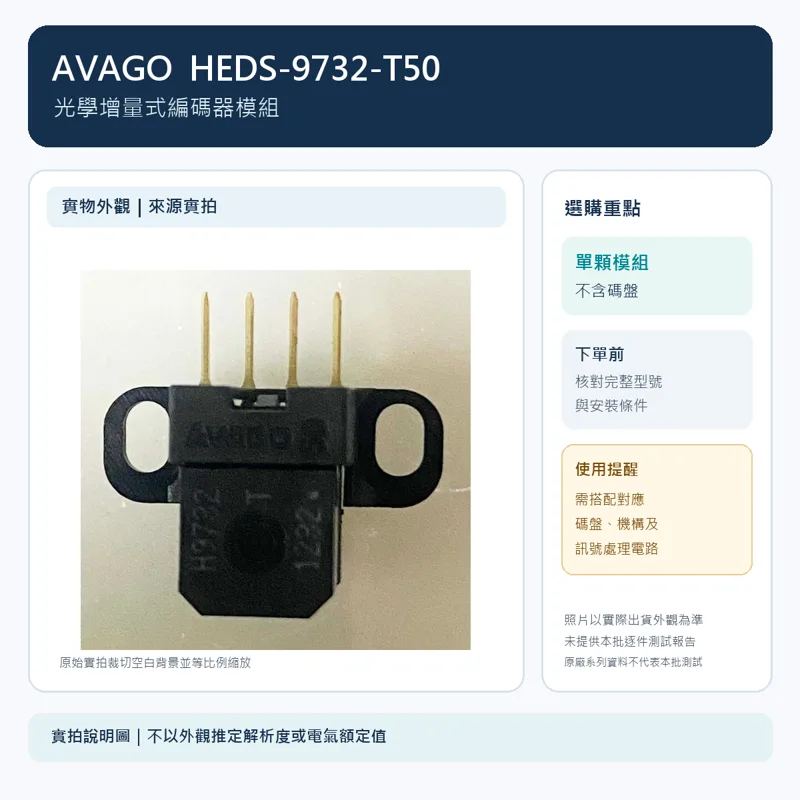 AVAGO HEDS-9732-T50
光學增量式編碼器模組
實物外觀 | 來源實拍
AVAGO
H9732
T
1292
原始實拍裁切空白背景並等比例縮放
選購重點
單顆模組
不含碼盤
下單前
核對完整型號
與安裝條件
使用提醒
需搭配對應
碼盤、機構及
訊號處理電路
照片以實際出貨外觀為準
未提供本批逐件測試報告
原廠系列資料不代表本批測試
實拍說明圖 | 不以外觀推定解析度或電氣額定值